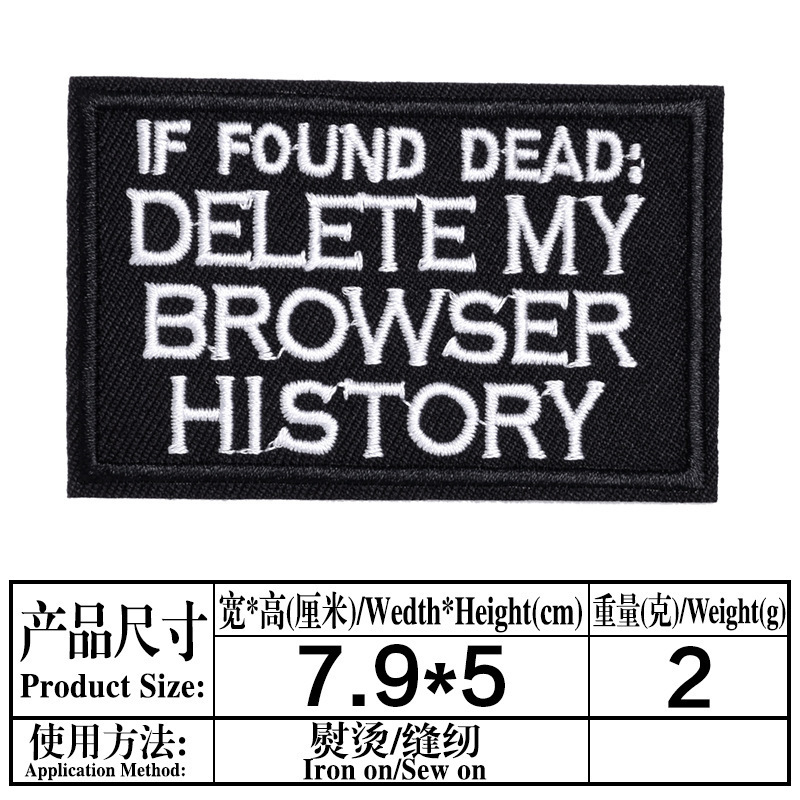 IF FOUND DEAD:
DELETE MY
BROWSER
HISTORY
产品尺寸
Product Size:
宽*高(厘米)/Wedth*Height(cm)
7.9*5
重量(克)/Weight(g)
2
使用方法:
Application Method:
熨烫/缝纫
Iron on/Sew on